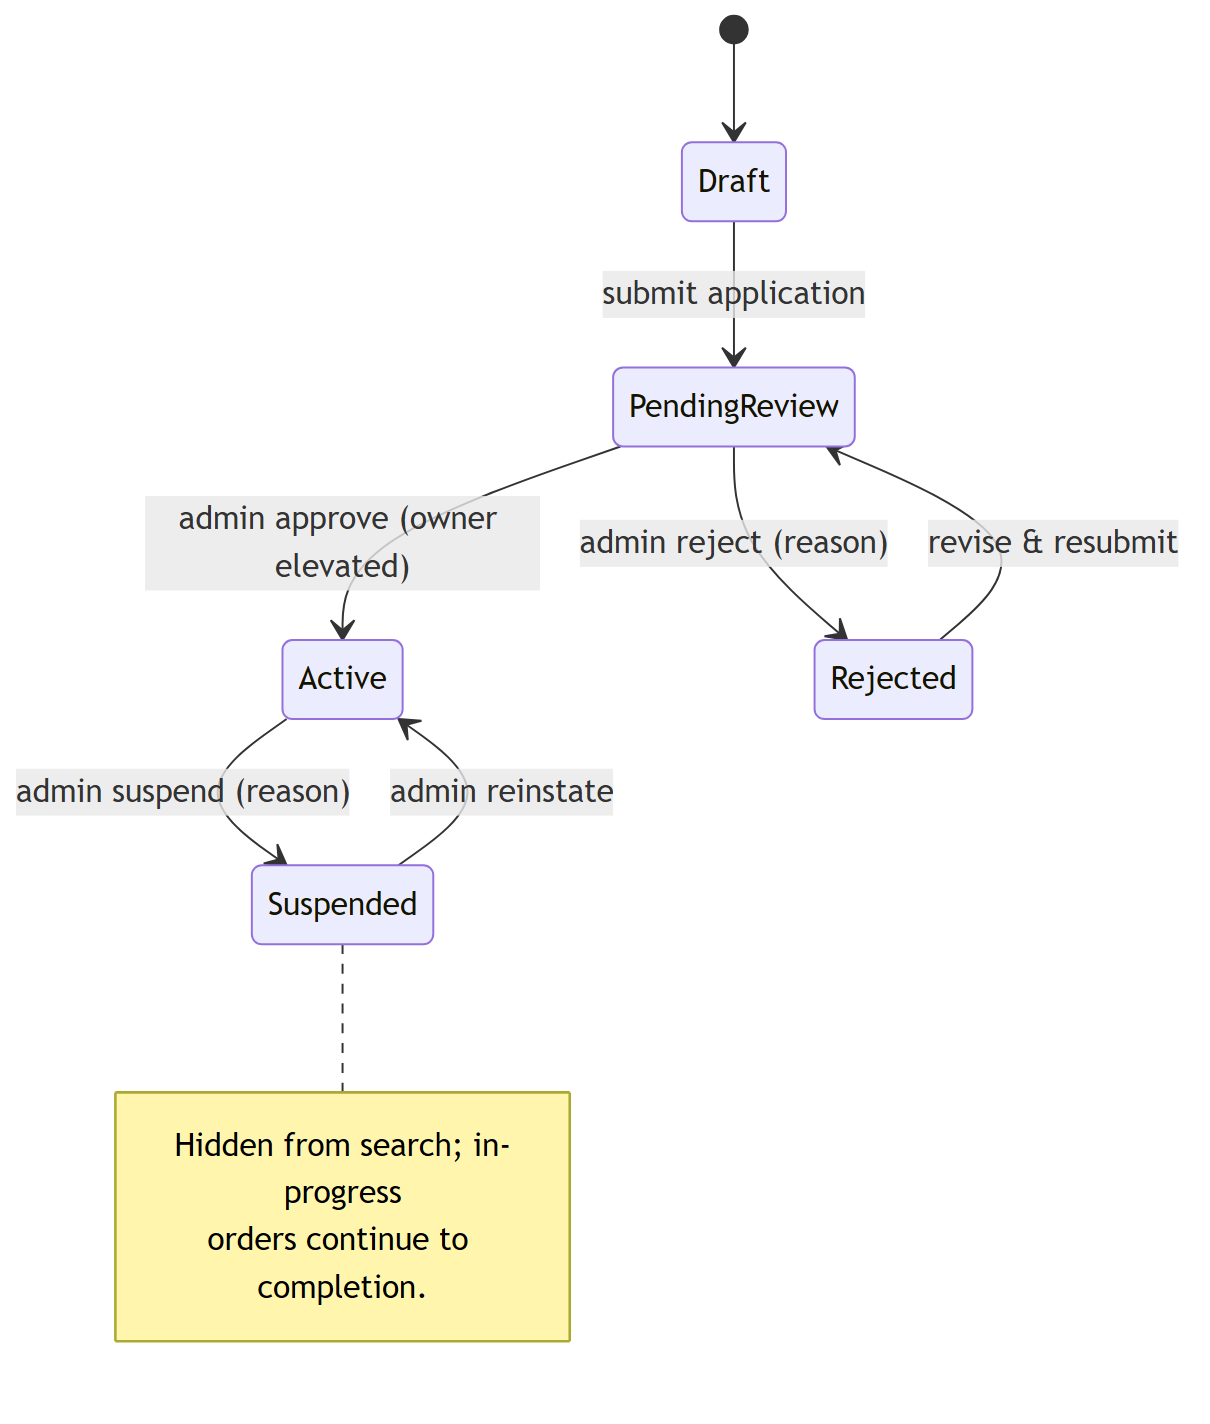 Draft
submit application
PendingReview
admin approve (owner
elevated)
admin reject (reason)
revise & resubmit
Active
Rejected
admin suspend (reason)
admin reinstate
Suspended
Hidden from search; in-
progress
orders continue to
completion.